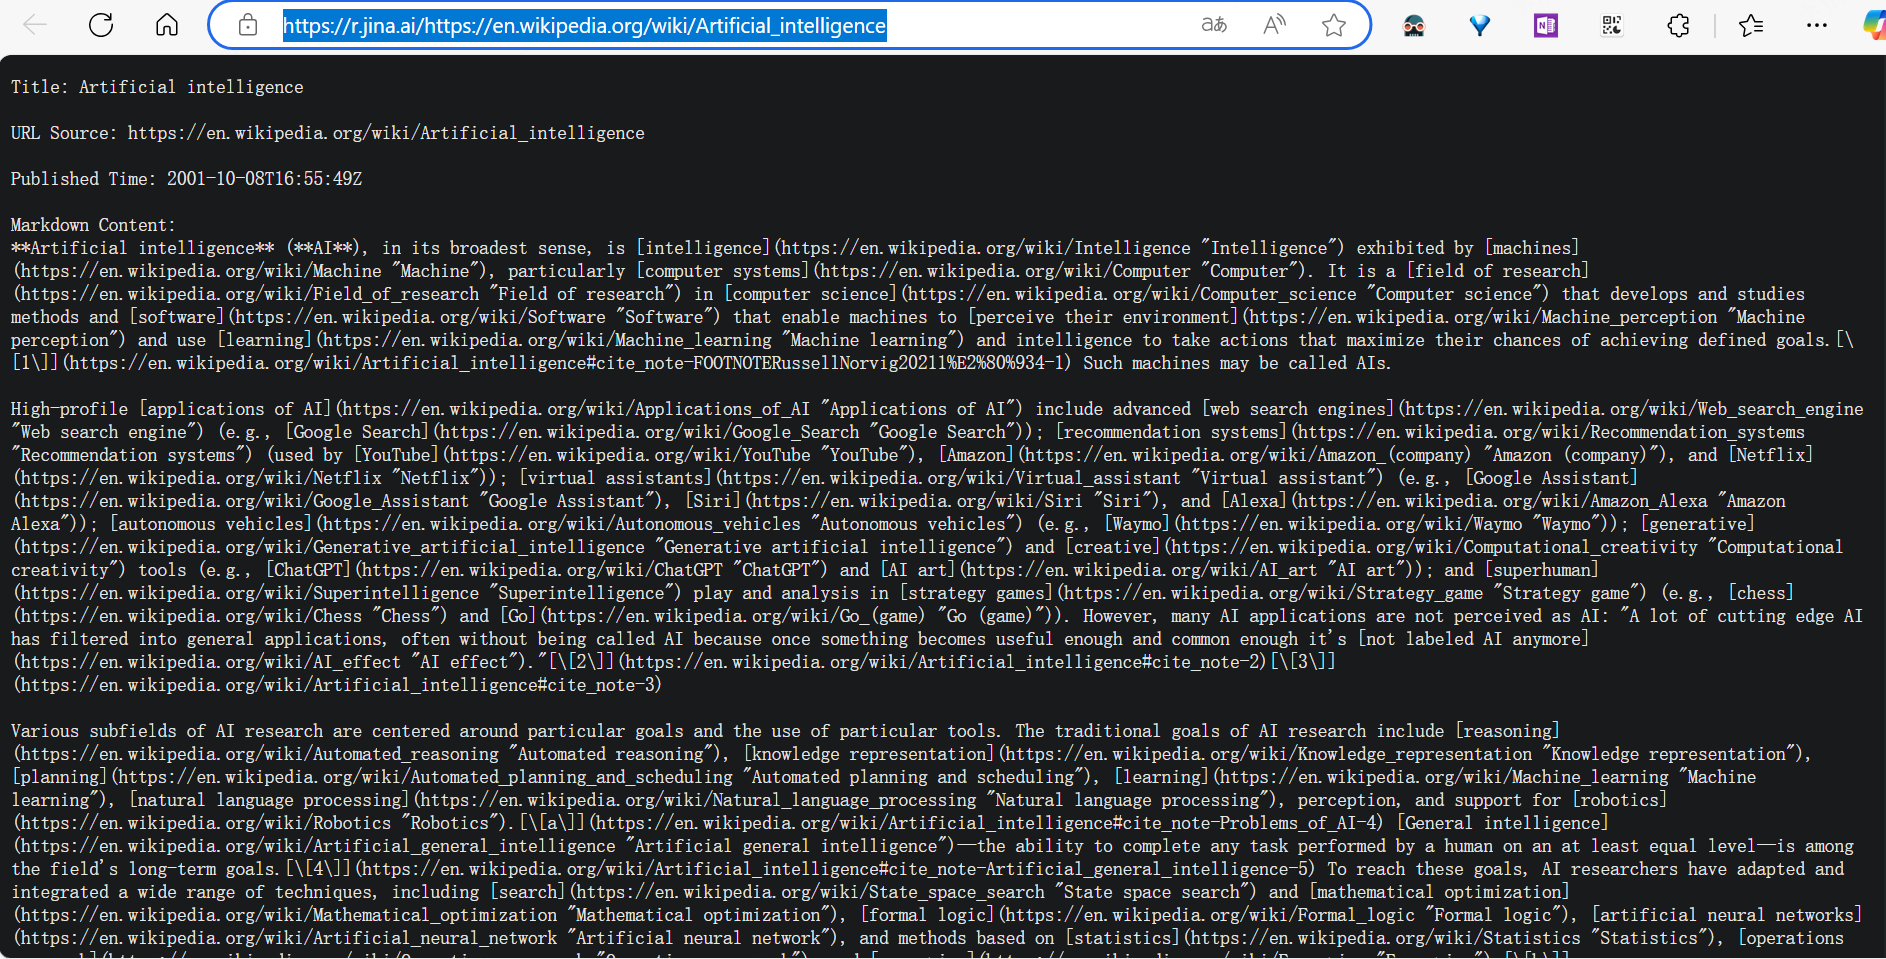 https://r.jina.ai/https://en.wikipedia.org/wiki/Artificial_intelligence
Title: Artificial intelligence
URL Source: https://en.wikipedia.org/wiki/Artificial_intelligence
Published Time: 2001-10-08T16:55:49Z
Markdown Content:
**Artificial intelligence** (**AI**), in its broadest sense, is [intelligence](https://en.wikipedia.org/wiki/Intelligence "Intelligence") exhibited by [machines]
(https://en.wikipedia.org/wiki/Machine "Machine"), particularly [computer systems](https://en.wikipedia.org/wiki/Computer "Computer"). It is a [field of research]
(https://en.wikipedia.org/wiki/Field_of_research "Field of research") in [computer science](https://en.wikipedia.org/wiki/Computer_science "Computer science") that develops and studies
methods and [software](https://en.wikipedia.org/wiki/Software "Software") that enable machines to [perceive their environment](https://en.wikipedia.org/wiki/Machine_perception "Machine
perception") and use [learning](https://en.wikipedia.org/wiki/Machine_learning "Machine learning") and intelligence to take actions that maximize their chances of achieving defined goals.[\
[1\]](https://en.wikipedia.org/wiki/Artificial_intelligence#cite_note-FOOTNOTERussellNorvig20211%E2%80%934-1) Such machines may be called AIs.
High-profile [applications of AI](https://en.wikipedia.org/wiki/Applications_of_AI "Applications of AI") include advanced [web search engines](https://en.wikipedia.org/wiki/Web_search_engine
"Web search engine") (e.g., [Google Search](https://en.wikipedia.org/wiki/Google_Search "Google Search")); [recommendation systems](https://en.wikipedia.org/wiki/Recommendation_systems
"Recommendation systems") (used by [YouTube](https://en.wikipedia.org/wiki/YouTube "YouTube"), [Amazon](https://en.wikipedia.org/wiki/Amazon_(company) "Amazon (company)"), and [Netflix]
(https://en.wikipedia.org/wiki/Netflix "Netflix")); [virtual assistants](https://en.wikipedia.org/wiki/Virtual_assistant "Virtual assistant") (e.g., [Google Assistant]
(https://en.wikipedia.org/wiki/Google_Assistant "Google Assistant"), [Siri](https://en.wikipedia.org/wiki/Siri "Siri"), and [Alexa](https://en.wikipedia.org/wiki/Amazon_Alexa "Amazon
Alexa")); [autonomous vehicles](https://en.wikipedia.org/wiki/Autonomous_vehicles "Autonomous vehicles") (e.g., [Waymo](https://en.wikipedia.org/wiki/Waymo "Waymo")); [generative]
(https://en.wikipedia.org/wiki/Generative_artificial_intelligence "Generative artificial intelligence") and [creative](https://en.wikipedia.org/wiki/Computational_creativity "Computational
creativity") tools (e.g., [ChatGPT](https://en.wikipedia.org/wiki/ChatGPT "ChatGPT") and [AI art](https://en.wikipedia.org/wiki/AI_art "AI art")); and [superhuman]
(https://en.wikipedia.org/wiki/Superintelligence "Superintelligence") play and analysis in [strategy games](https://en.wikipedia.org/wiki/Strategy_game "Strategy game") (e.g., [chess]
(https://en.wikipedia.org/wiki/Chess "Chess") and [Go](https://en.wikipedia.org/wiki/Go_(game) "Go (game)")). However, many AI applications are not perceived as AI: "A lot of cutting edge AI
has filtered into general applications, often without being called AI because once something becomes useful enough and common enough it's [not labeled AI anymore]
(https://en.wikipedia.org/wiki/AI_effect "AI effect")."[\[2\]](https://en.wikipedia.org/wiki/Artificial_intelligence#cite_note-2)[\[3\]]
(https://en.wikipedia.org/wiki/Artificial_intelligence#cite_note-3)
Various subfields of AI research are centered around particular goals and the use of particular tools. The traditional goals of AI research include [reasoning]
(https://en.wikipedia.org/wiki/Automated_reasoning "Automated reasoning"), [knowledge representation](https://en.wikipedia.org/wiki/Knowledge_representation "Knowledge representation"),
[planning](https://en.wikipedia.org/wiki/Automated_planning_and_scheduling "Automated planning and scheduling"), [learning](https://en.wikipedia.org/wiki/Machine_learning "Machine
learning"), [natural language processing](https://en.wikipedia.org/wiki/Natural_language_processing "Natural language processing"), perception, and support for [robotics]
(https://en.wikipedia.org/wiki/Robotics "Robotics").[\[a\]](https://en.wikipedia.org/wiki/Artificial_intelligence#cite_note-Problems_of_AI-4) [General intelligence]
(https://en.wikipedia.org/wiki/Artificial_general_intelligence "Artificial general intelligence")—the ability to complete any task performed by a human on an at least equal level—is among
the field's long-term goals.[\[4\]](https://en.wikipedia.org/wiki/Artificial_intelligence#cite_note-Artificial_general_intelligence-5) To reach these goals, AI researchers have adapted and
integrated a wide range of techniques, including [search](https://en.wikipedia.org/wiki/State_space_search "State space search") and [mathematical optimization]
(https://en.wikipedia.org/wiki/Mathematical_optimization "Mathematical optimization"), [formal logic](https://en.wikipedia.org/wiki/Formal_logic "Formal logic"), [artificial neural networks]
(https://en.wikipedia.org/wiki/Artificial_neural_network "Artificial neural network"), and methods based on [statistics](https://en.wikipedia.org/wiki/Statistics "Statistics"), [operations